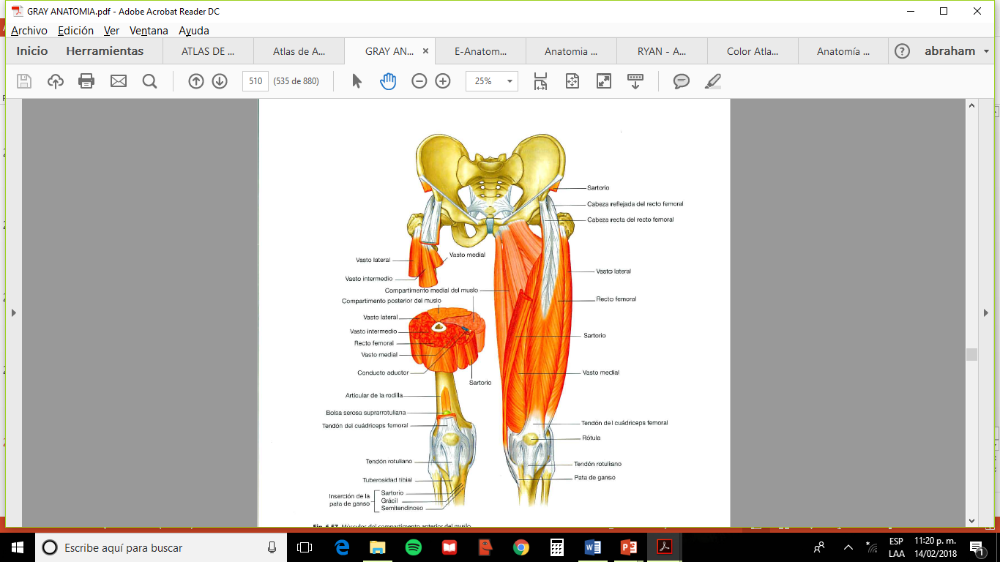 GRAY ANATOMIA.pdf - Adobe Acrobat Reader DC
Archivo Edición Ver Ventana Ayuda
Inicio Herramientas ATLAS DE ... Atlas de A... GRAY AN... E-Anatom... Anatomia ... RYAN - A... Color Atla... Anatomía ... abraham
510 (535 de 880) 25%
Sartorio
Cabeza reflejada del recto femoral
Cabeza recta del recto femoral
Vasto medial
Vasto lateral
Vasto intermedio
Vasto lateral
Compartimento medial del muslo
Compartimento posterior del muslo
Recto femoral
Vasto lateral
Vasto intermedio
Recto femoral
Vasto medial
Sartorio
Conducto aductor
Sartorio
Vasto medial
Articular de la rodilla
Bolsa serosa suprarrotuliana
Tendón del cuádriceps femoral
Tendón del cuádriceps femoral
Rótula
Tendón rotuliano
Tendón rotuliano
Tuberosidad tibial
Pata de ganso
Inserción de la pata de ganso
Sartorio
Grácil
Semitendinoso
Fig. 6.57 Músculos del compartimento anterior del muslo
Escribe aquí para buscar
ESP 11:20 p. m.
LAA 14/02/2018
1